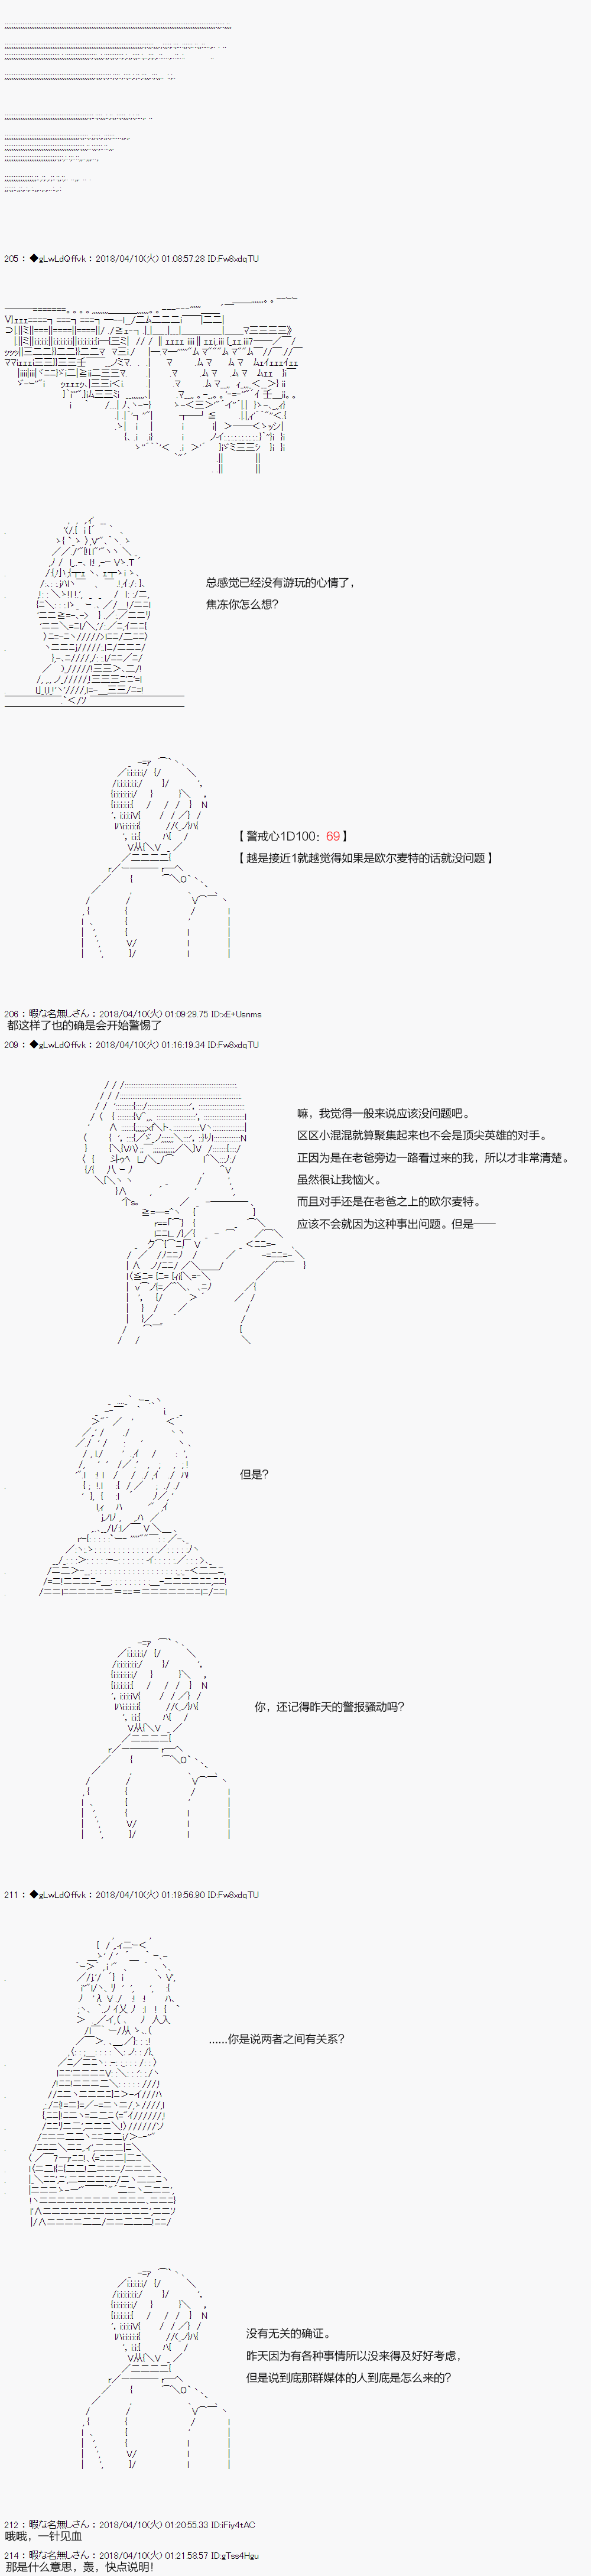 205 : ◆gLwLdQffvk : 2018/04/10(火) 01:08:57.28 ID:Fw8xdqTU
总感觉已经没有游玩的心情了，
焦冻你怎么想？
【 警戒心1D100：69 】
【 越是接近1就越觉得如果是欧尔麦特的话就没问题 】
206 : 暇な名無しさん : 2018/04/10(火) 01:09:29.75 ID:xE+Usnms
都这样了也的确是会开始警惕了
209 : ◆gLwLdQffvk : 2018/04/10(火) 01:16:19.34 ID:Fw8xdqTU
嘛，我觉得一般来说应该没问题吧。
区区小混混就算聚集起来也不会是顶尖英雄的对手。
正因为是在老爸旁边一路看过来的我，所以才非常清楚。
虽然很让我恼火。
而且对手还是在老爸之上的欧尔麦特。
应该不会就因为这种事出问题。但是——
但是？
你，还记得昨天的警报骚动吗？
211 : ◆gLwLdQffvk : 2018/04/10(火) 01:19:56.90 ID:Fw8xdqTU
……你是说两者之间有关系？
没有无关的确证。
昨天因为有各种事情所以没来得及好好考虑，
但是说到底那群媒体的人到底是怎么来的？
212 : 暇な名無しさん : 2018/04/10(火) 01:20:55.33 ID:iFiy4tAC
哦哦，一针见血
214 : 暇な名無しさん : 2018/04/10(火) 01:21:58.57 ID:gTss4Hgu
那是什么意思，轰，快点说明！